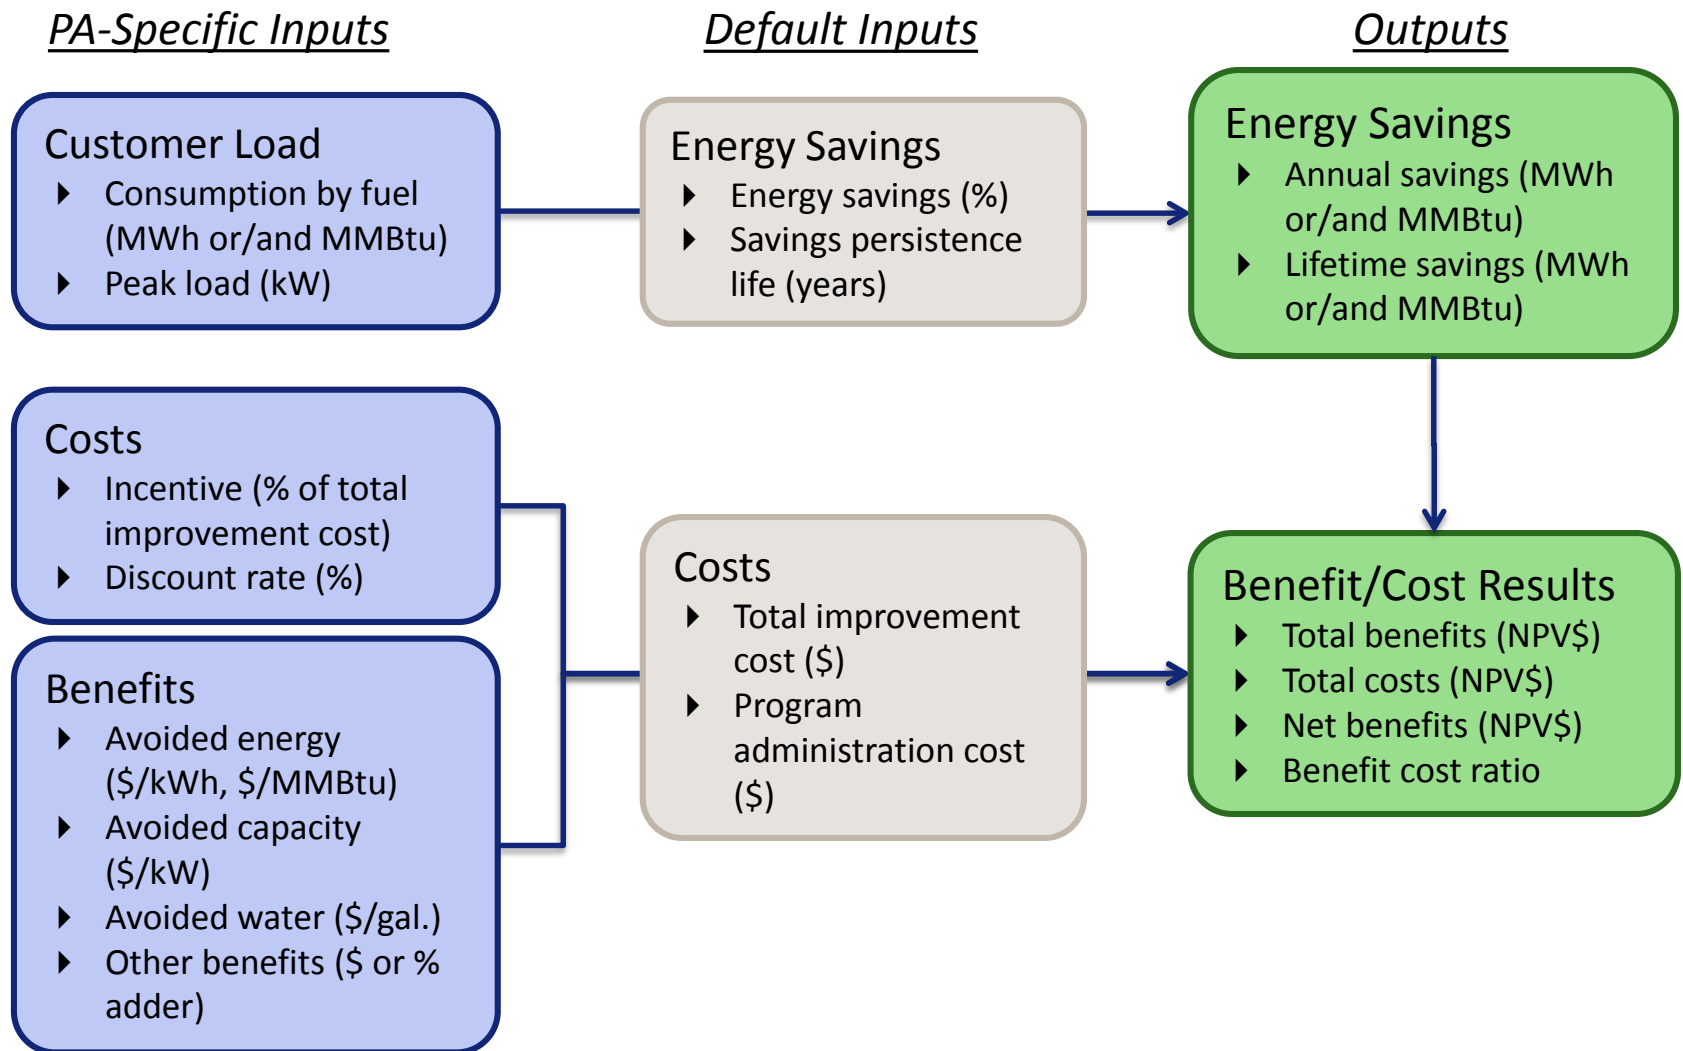 PA-Specific Inputs
Default Inputs
Outputs
Customer Load
Consumption by fuel
(MWh or/and MMBtu)
Peak load (kW)
Energy Savings
Energy savings (%)
Savings persistence
life (years)
Energy Savings
Annual savings (MWh
or/and MMBtu)
Lifetime savings (MWh
or/and MMBtu)
Costs
Incentive (% of total
improvement cost)
Discount rate (%)
Benefits
Avoided energy
($/kWh, $/MMBtu)
Avoided capacity
($/kW)
Avoided water ($/gal.)
Other benefits ($ or %
adder)
Costs
Total improvement
cost ($)
Program
administration cost
($)
Benefit/Cost Results
Total benefits (NPV$)
Total costs (NPV$)
Net benefits (NPV$)
Benefit cost ratio